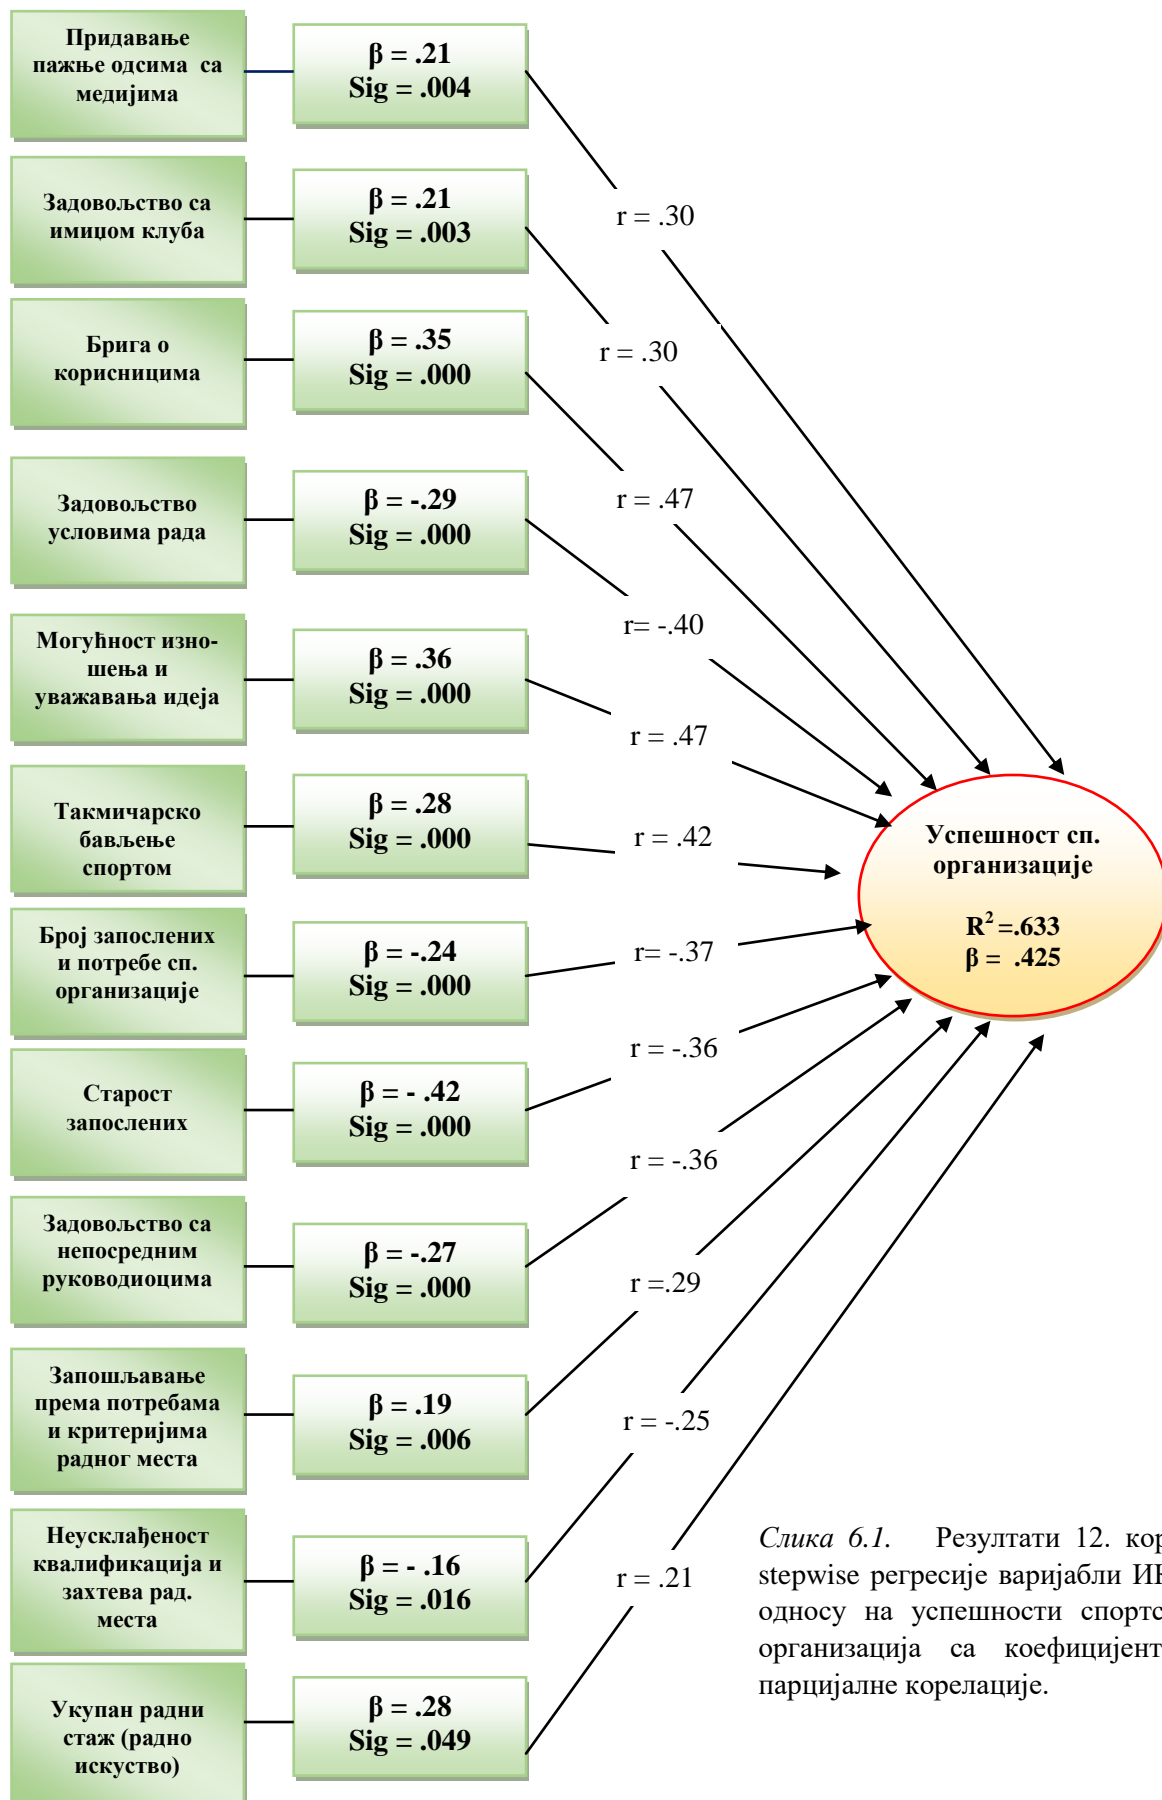 Придавање
пажње одсима са
медијима
β = .21
Sig = .004
r = .30
Задовољство са
имиџом клуба
β = .21
Sig = .003
r = .30
Брига о
корисницима
β = .35
Sig = .000
r = .47
Задовољство
условима рада
β = -.29
Sig = .000
r= -.40
Могућност изно-
шења и
уважавања идеја
β = .36
Sig = .000
r = .47
Такмичарско
бављење
спортом
β = .28
Sig = .000
r = .42
Број запослених
и потребе сп.
организације
β = -.24
Sig = .000
r= -.37
Старост
запослених
β = - .42
Sig = .000
r = -.36
Задовољство са
непосредним
руководиоцима
β = -.27
Sig = .000
r = -.36
Запошљавање
према потребама
и критеријима
радног места
β = .19
Sig = .006
r =.29
Неусклађеност
квалификација и
захтева рад.
места
β = - .16
Sig = .016
r = -.25
Укупан радни
стаж (радно
искуство)
β = .28
Sig = .049
r = .21
Успешност сп.
организације
R² =.633
β = .425
Слика 6.1. Резултати 12. кор
stepwise регресије варијабли
односу на успешности спортс
организација са коефицијент
парцијалне корелације.